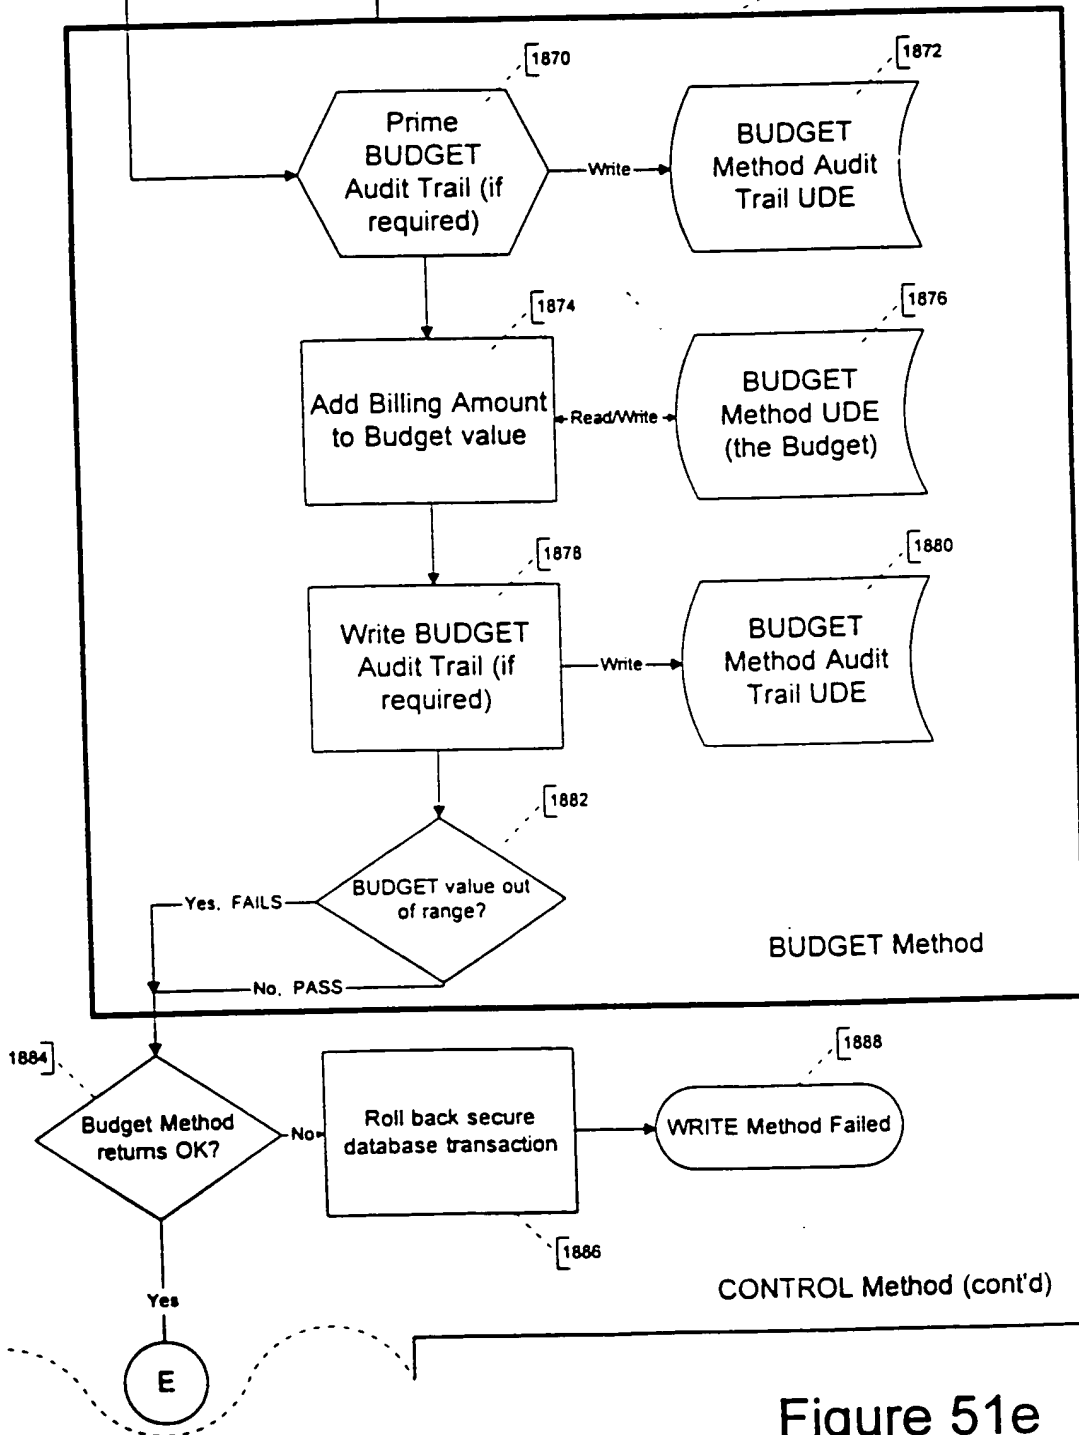 1870
Prime
BUDGET
Audit Trail (if
required)
Write
1872
BUDGET
Method Audit
Trail UDE
1874
Add Billing Amount
to Budget value
Read/Write
1876
BUDGET
Method UDE
(the Budget)
1878
Write BUDGET
Audit Trail (if
required)
Write
1880
BUDGET
Method Audit
Trail UDE
1882
BUDGET value out
of range?
Yes, FAILS
No, PASS
BUDGET Method
1884
Budget Method
returns OK?
No
Roll back secure
database transaction
1886
1888
WRITE Method Failed
Yes
CONTROL Method (cont'd)
E
Figure 51e